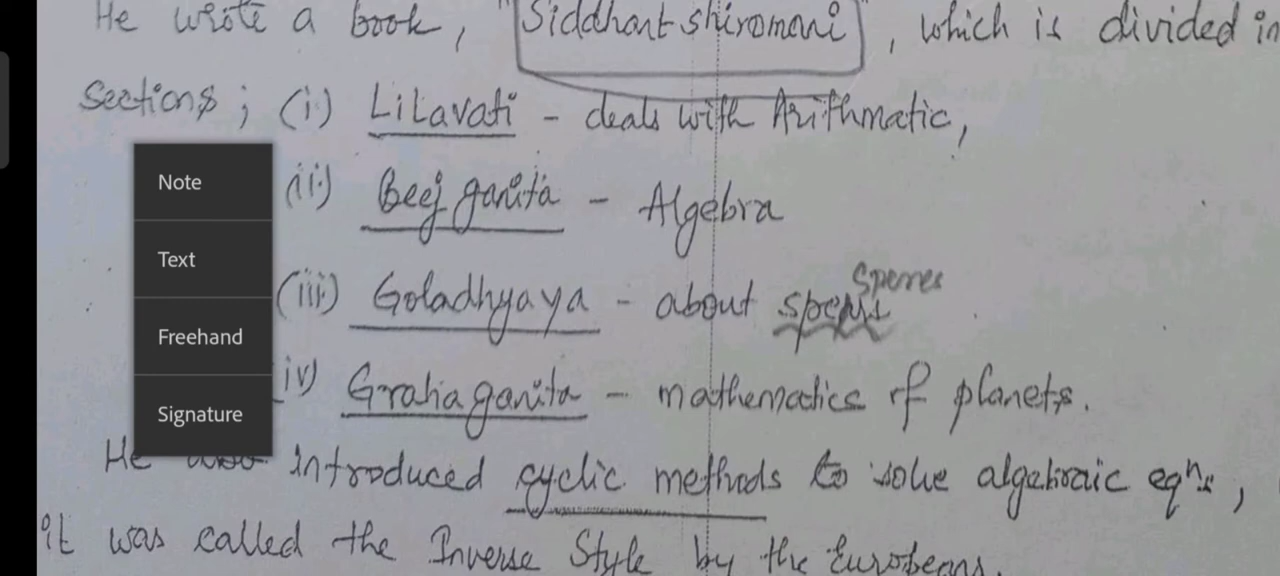 He wrote a book, "Siddhant shiromani", which is divided in
Sections; (i) Lilavati - deals with Arithmatic,
Note
(ii) Beej ganita - Algebra
Text
Speres
(iii) Goladhyaya - about
Freehand
iv) Grahaganita - mathematics of planets.
Signature
He also introduced cyclic methods to solve algebraic eqns,
it was called the Inverse Style by the Europeans.